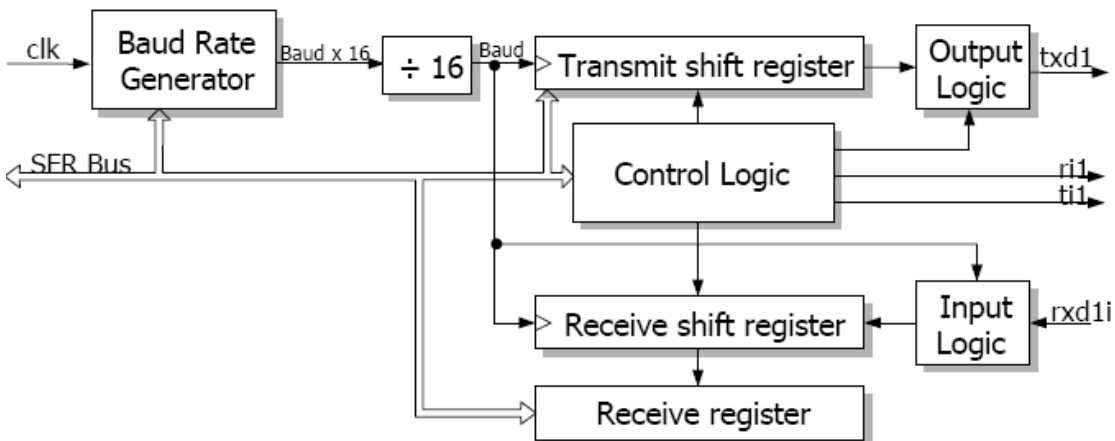 clk
Baud Rate
Generator
Baud x 16
÷ 16
Baud
Transmit shift register
Output
Logic
txd1
SFR Bus
Control Logic
ri1
ti1
Receive shift register
Input
Logic
rxd1i
Receive register